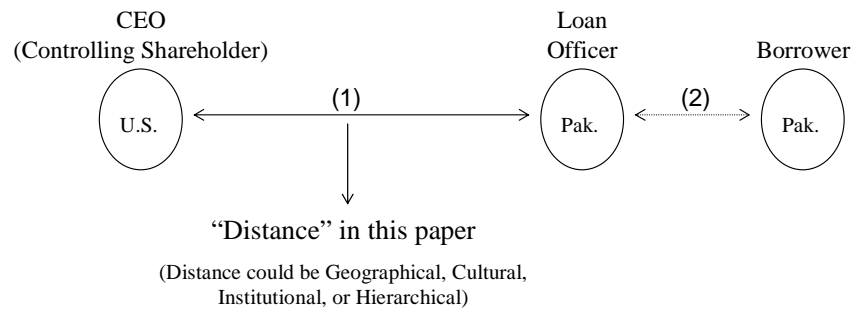 CEO
(Controlling Shareholder)
Loan
Officer
Borrower
U.S.
(1)
Pak.
(2)
Pak.
“Distance” in this paper
(Distance could be Geographical, Cultural,
Institutional, or Hierarchical)